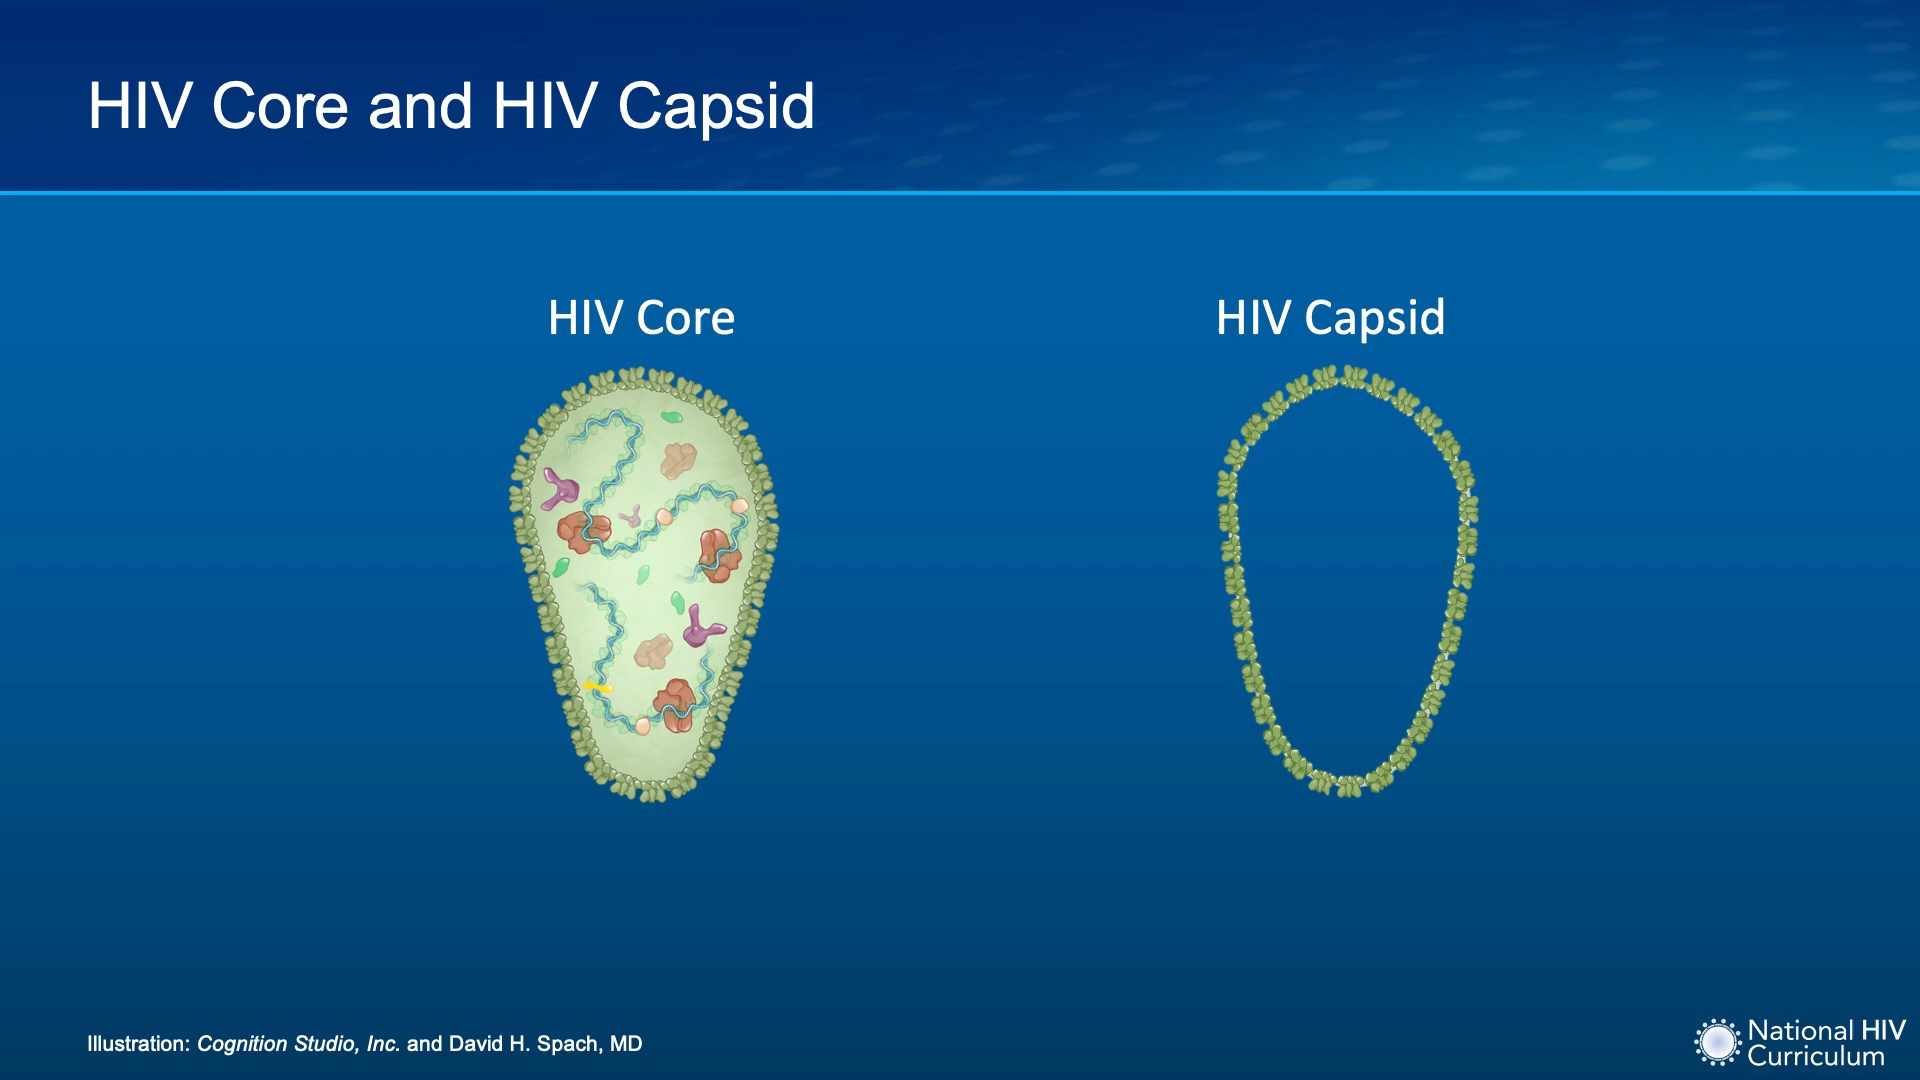 HIV Core and HIV Capsid
HIV Core
HIV Capsid
Illustration: Cognition Studio, Inc. and David H. Spach, MD
National HIV
Curriculum